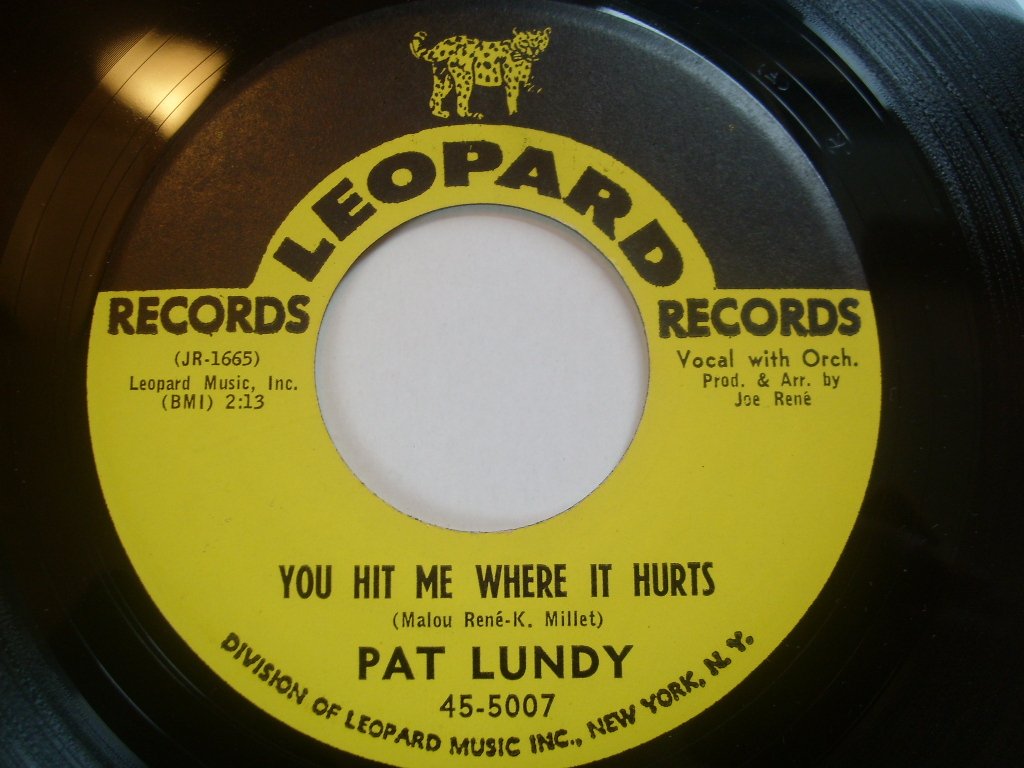 LEOPARD
RECORDS RECORDS
(JR-1665)
Leopard Music, Inc.
(BMI) 2:13
Vocal with Orch.
Prod. & Arr. by
Joe René
YOU HIT ME WHERE IT HURTS
(Malou René-K. Millet)
PAT LUNDY
45-5007
DIVISION OF LEOPARD MUSIC INC., NEW YORK, N.Y.